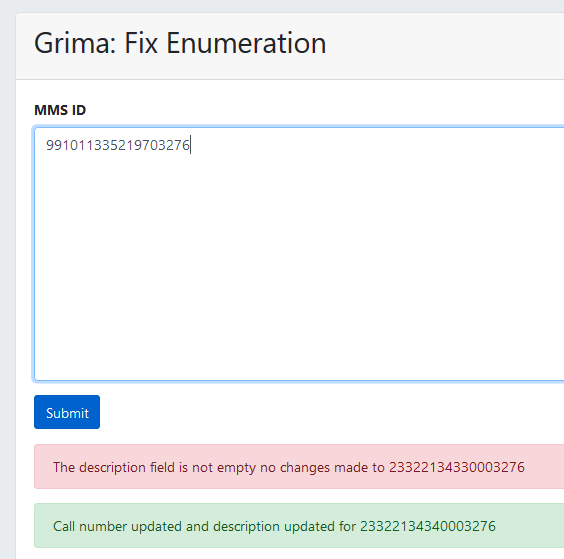 Grima: Fix Enumeration
MMS ID
991011335219703276
Submit
The description field is not empty no changes made to 23322134330003276
Call number updated and description updated for 23322134340003276